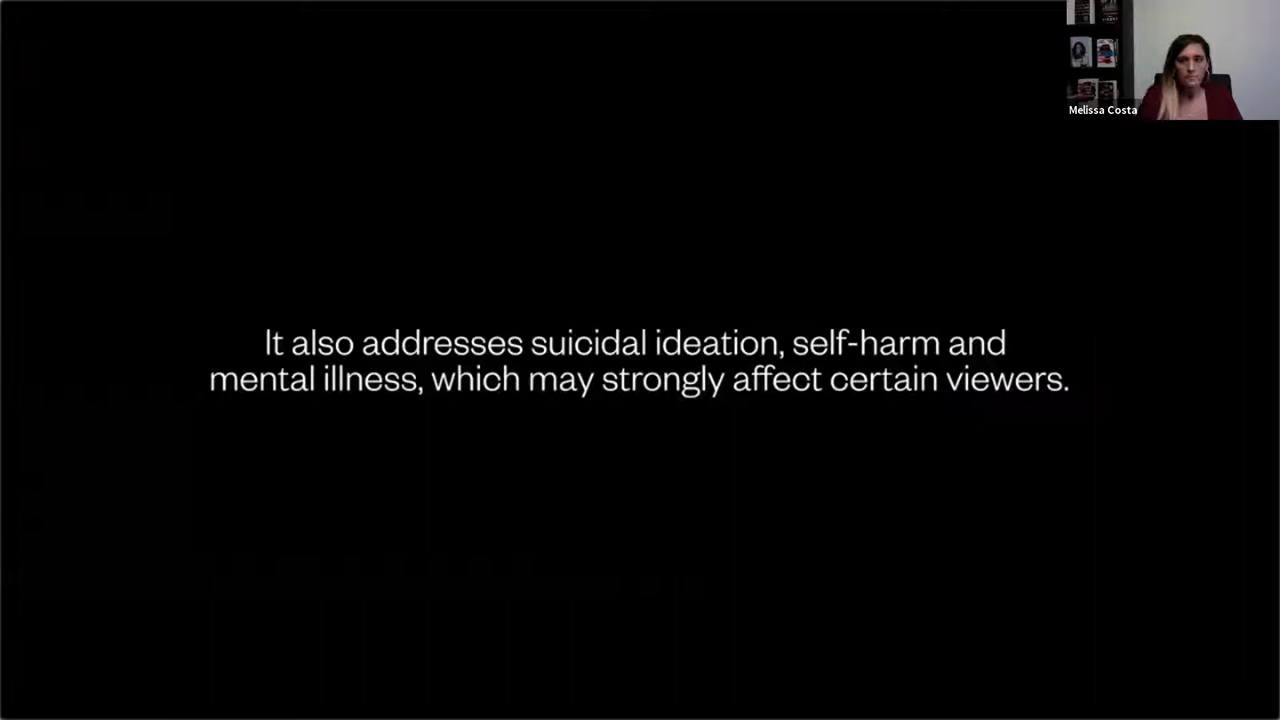 Melissa Costa
It also addresses suicidal ideation, self-harm and
mental illness, which may strongly affect certain viewers.